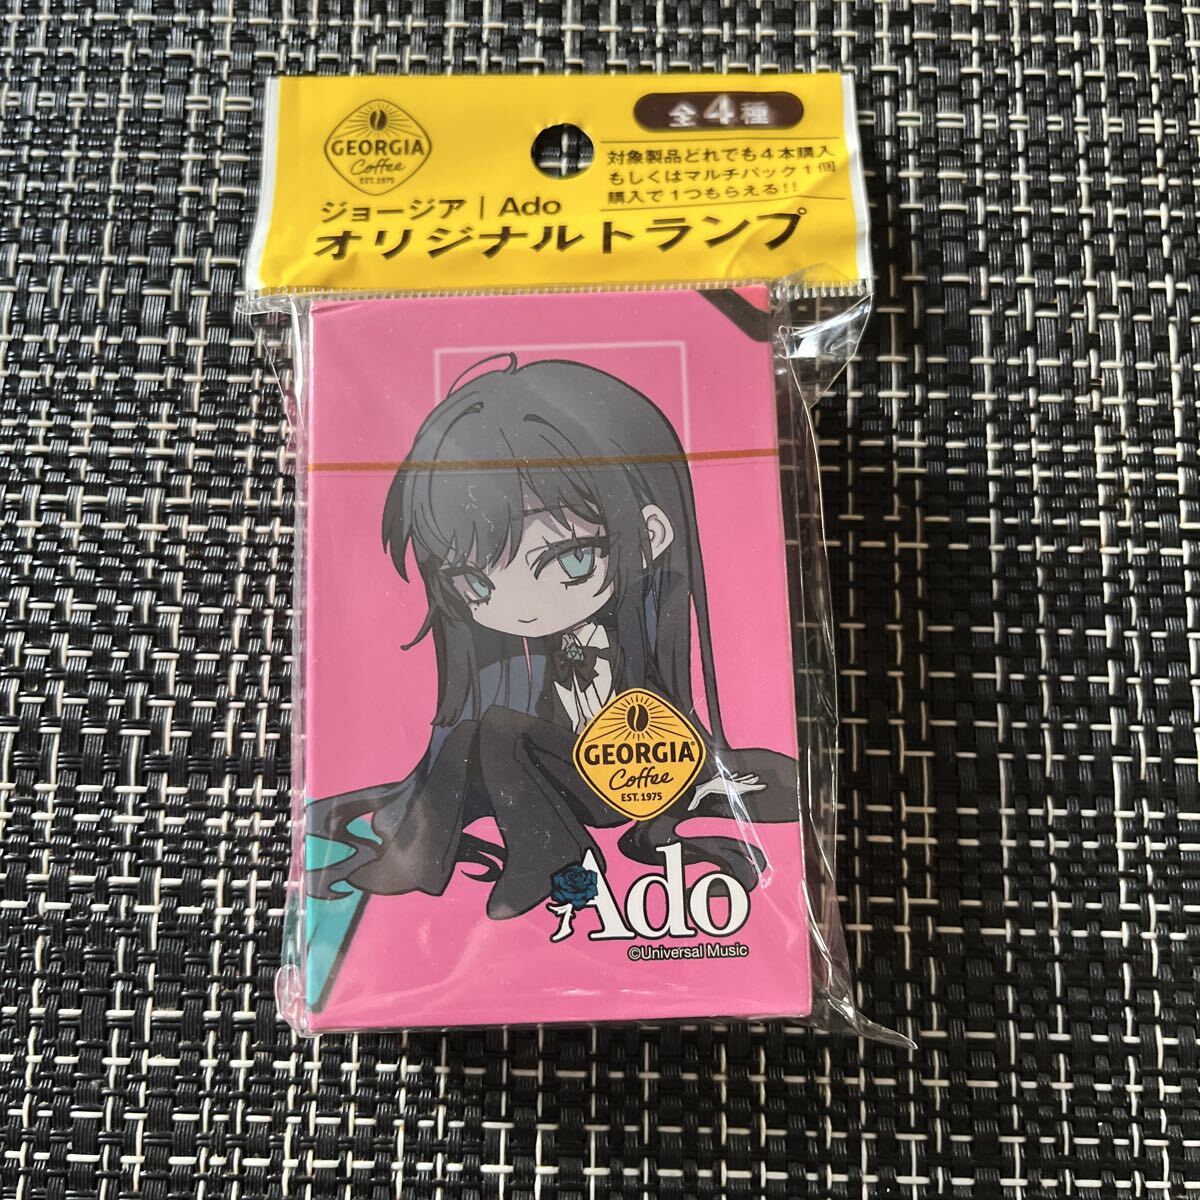 GEORGIA
Coffee
EST.1975
全4種
対象製品どれでも4本購入
もしくはマルチパック1個
購入で1つもらえる!!
ジョージア | Ado
オリジナルトランプ
GEORGIA
Coffee
EST.1975
Ado
©Universal Music